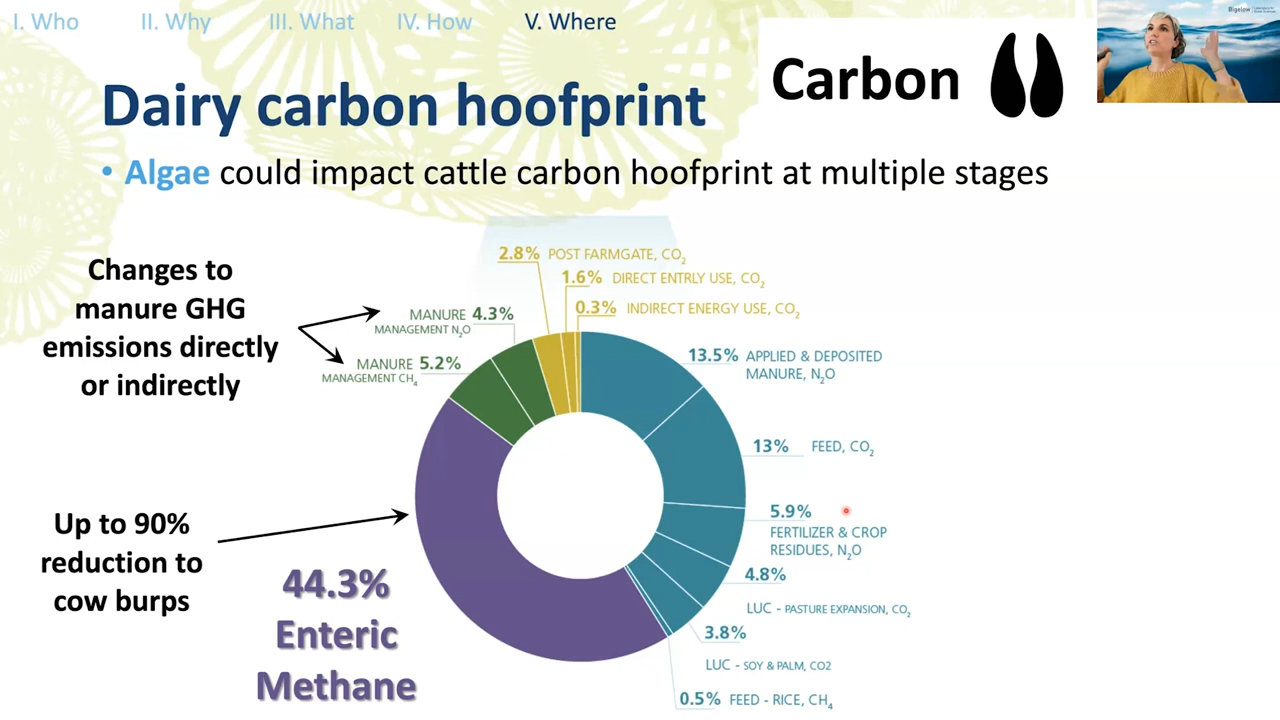 I. Who II. Why III. What IV. How V. Where
Bigelow
Carbon
Dairy carbon hoofprint
• Algae could impact cattle carbon hoofprint at multiple stages
Changes to
manure GHG
emissions directly
or indirectly
Up to 90%
reduction to
cow burps
44.3%
Enteric
Methane
MANURE 4.3%
MANAGEMENT N₂O
MANURE 5.2%
MANAGEMENT CH₄
2.8% POST FARMGATE, CO₂
1.6% DIRECT ENTRLY USE, CO₂
0.3% INDIRECT ENERGY USE, CO₂
13.5% APPLIED & DEPOSITED
MANURE, N₂O
13% FEED, CO₂
5.9%
FERTILIZER & CROP
RESIDUES, N₂O
4.8%
LUC - PASTURE EXPANSION, CO₂
3.8%
LUC - SOY & PALM, CO2
0.5% FEED - RICE, CH₄